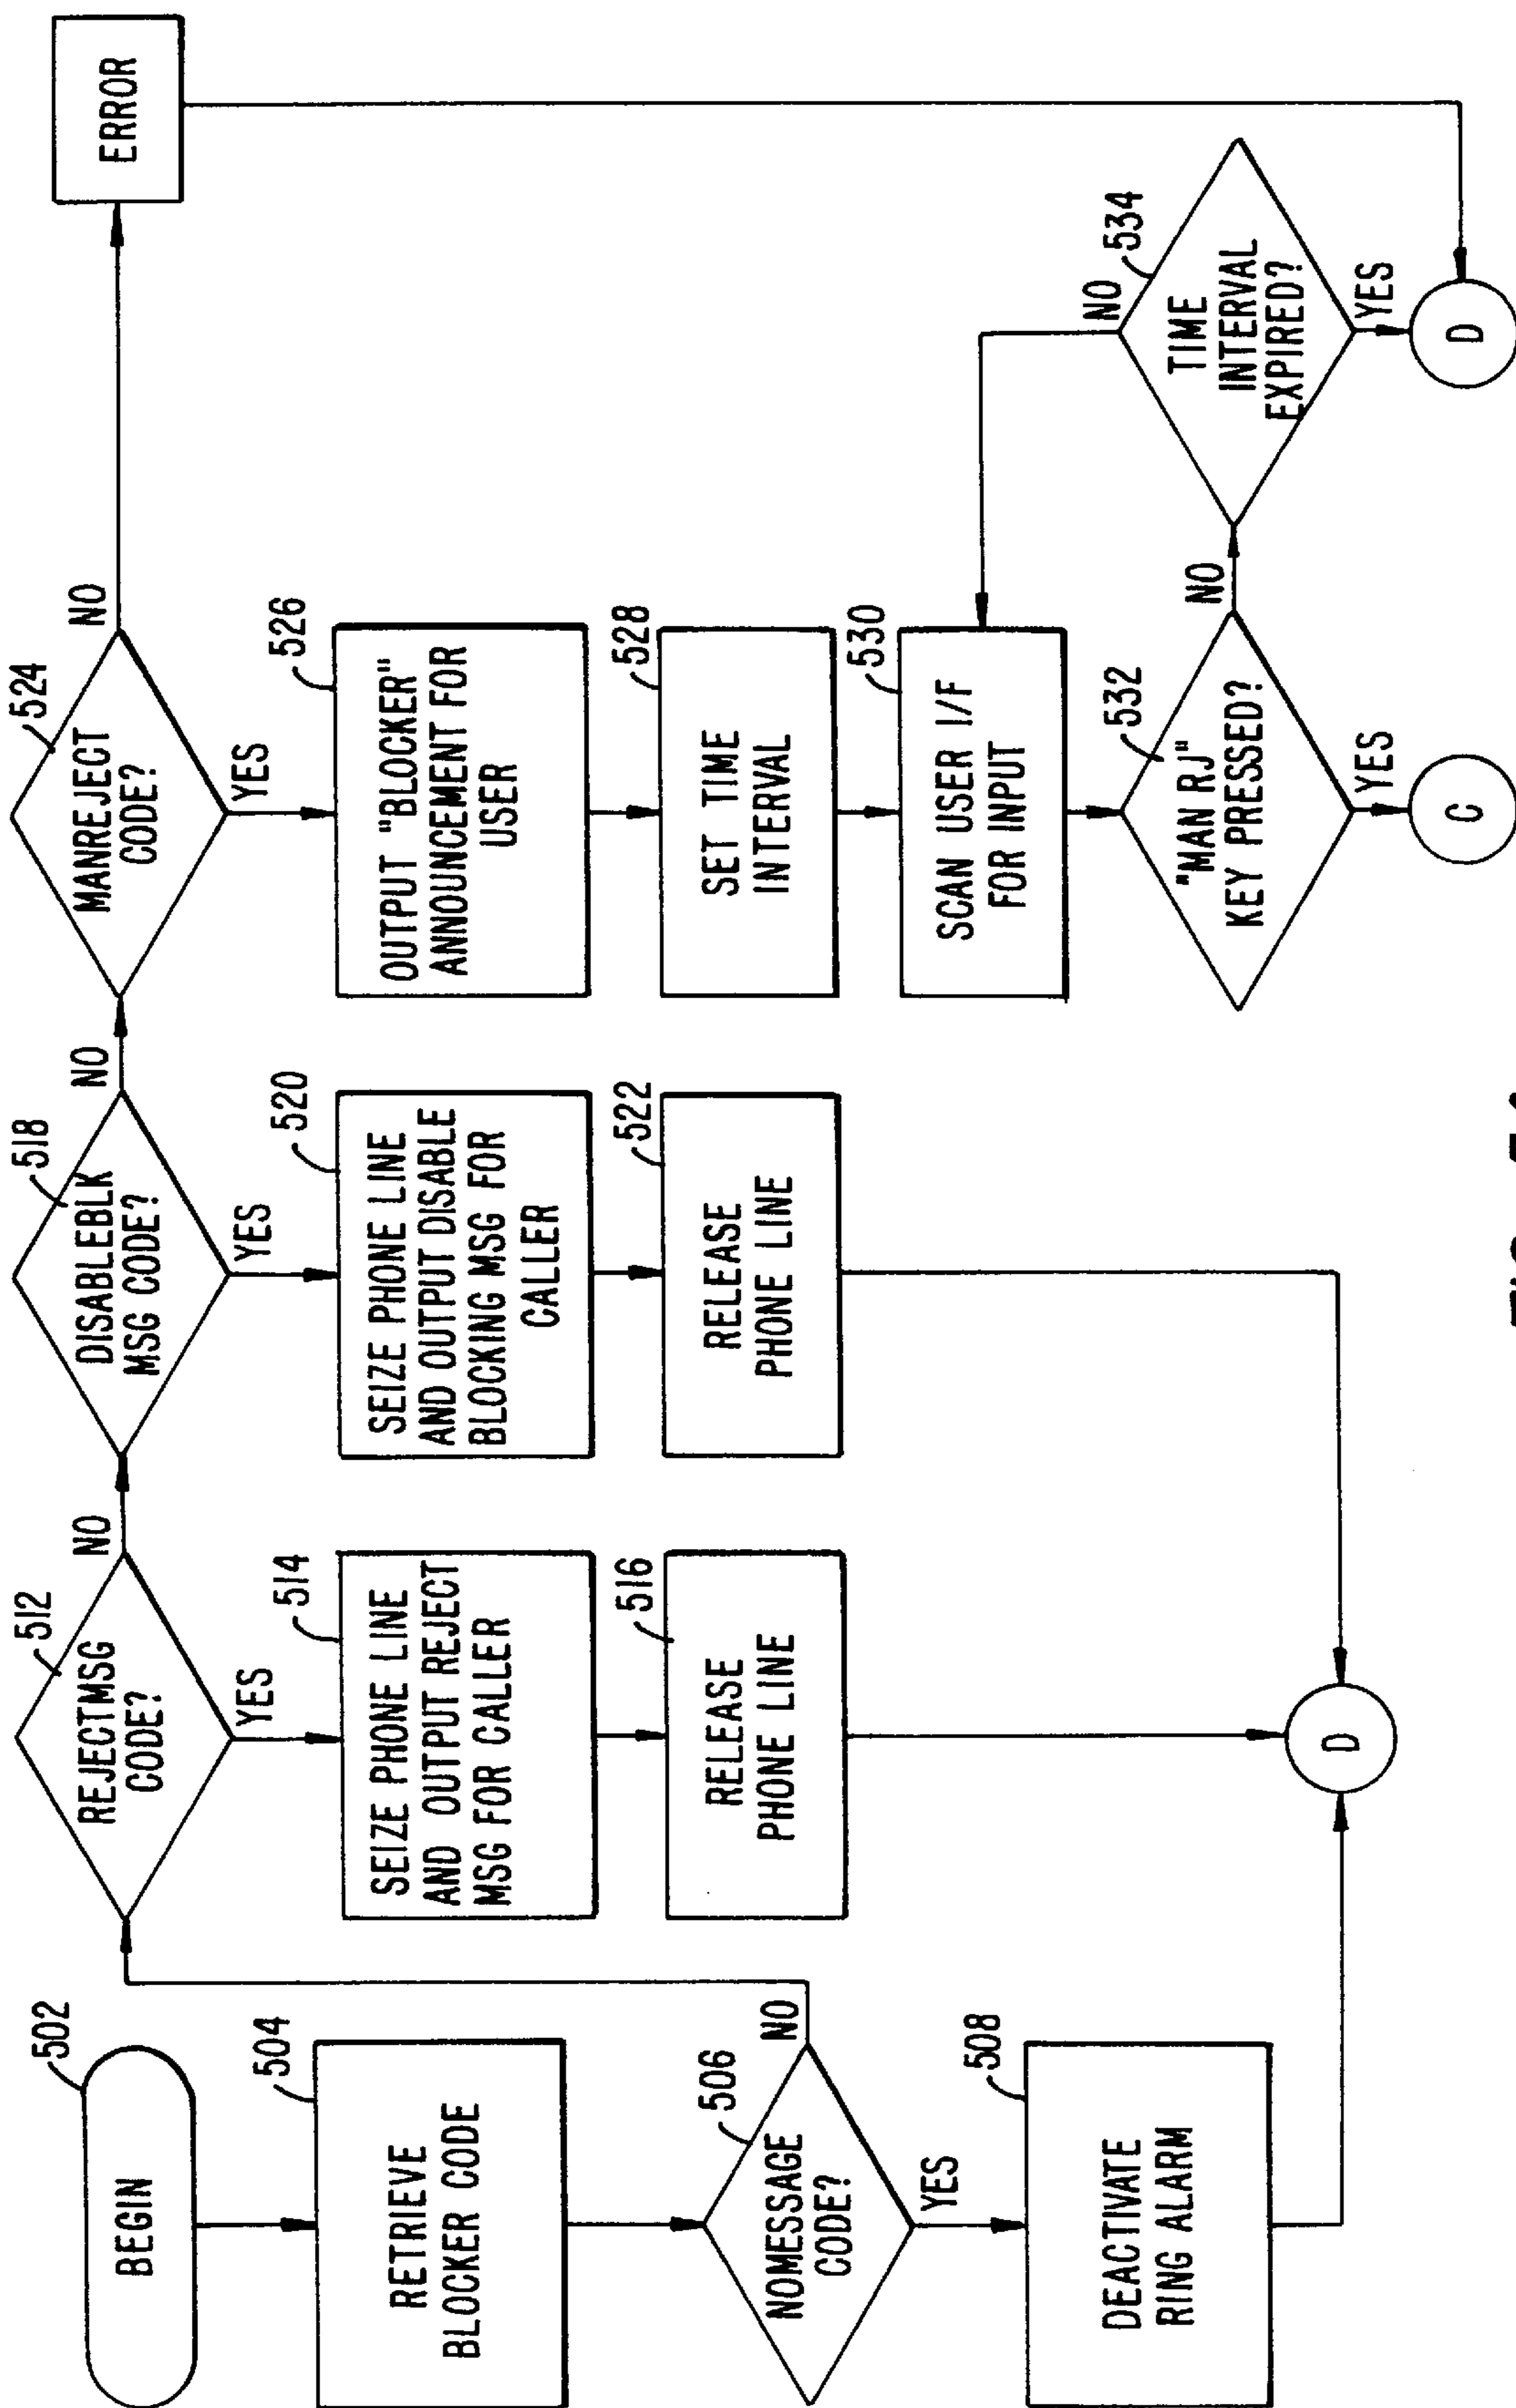 502
BEGIN
504
RETRIEVE
BLOCKER CODE
506
NOMESSAGE
CODE?
NO
YES
508
DEACTIVATE
RING ALARM
512
REJECTMSG
CODE?
NO
YES
514
SEIZE PHONE LINE
AND OUTPUT REJECT
MSG FOR CALLER
516
RELEASE
PHONE LINE
D
518
DISABLEBLK
MSG CODE?
NO
YES
520
SEIZE PHONE LINE
AND OUTPUT DISABLE
BLOCKING MSG FOR
CALLER
522
RELEASE
PHONE LINE
524
MANREJECT
CODE?
NO
YES
526
OUTPUT "BLOCKER"
ANNOUNCEMENT FOR
USER
528
SET TIME
INTERVAL
530
SCAN USER I/F
FOR INPUT
532
"MAN RJ"
KEY PRESSED?
NO
YES
C
534
TIME
INTERVAL
EXPIRED?
NO
YES
D
ERROR